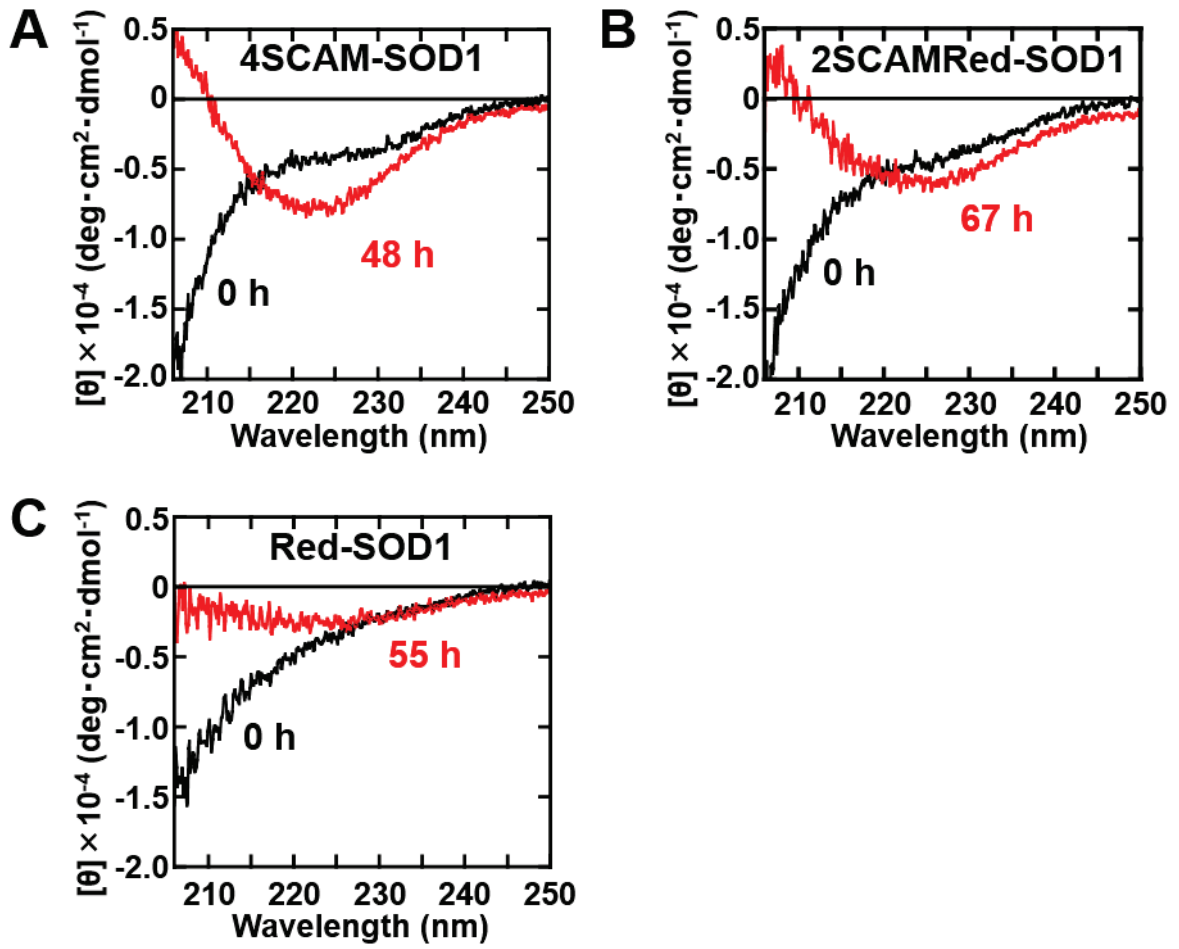 A
[θ] ×10⁻⁴ (deg·cm²·dmol⁻¹)
0.5
0
-0.5
-1.0
-1.5
-2.0
4SCAM-SOD1
48 h
0 h
210 220 230 240 250
Wavelength (nm)
B
[θ] ×10⁻⁴ (deg·cm²·dmol⁻¹)
0.5
0
-0.5
-1.0
-1.5
-2.0
2SCAMRed-SOD1
67 h
0 h
210 220 230 240 250
Wavelength (nm)
C
[θ] ×10⁻⁴ (deg·cm²·dmol⁻¹)
0.5
0
-0.5
-1.0
-1.5
-2.0
Red-SOD1
55 h
0 h
210 220 230 240 250
Wavelength (nm)